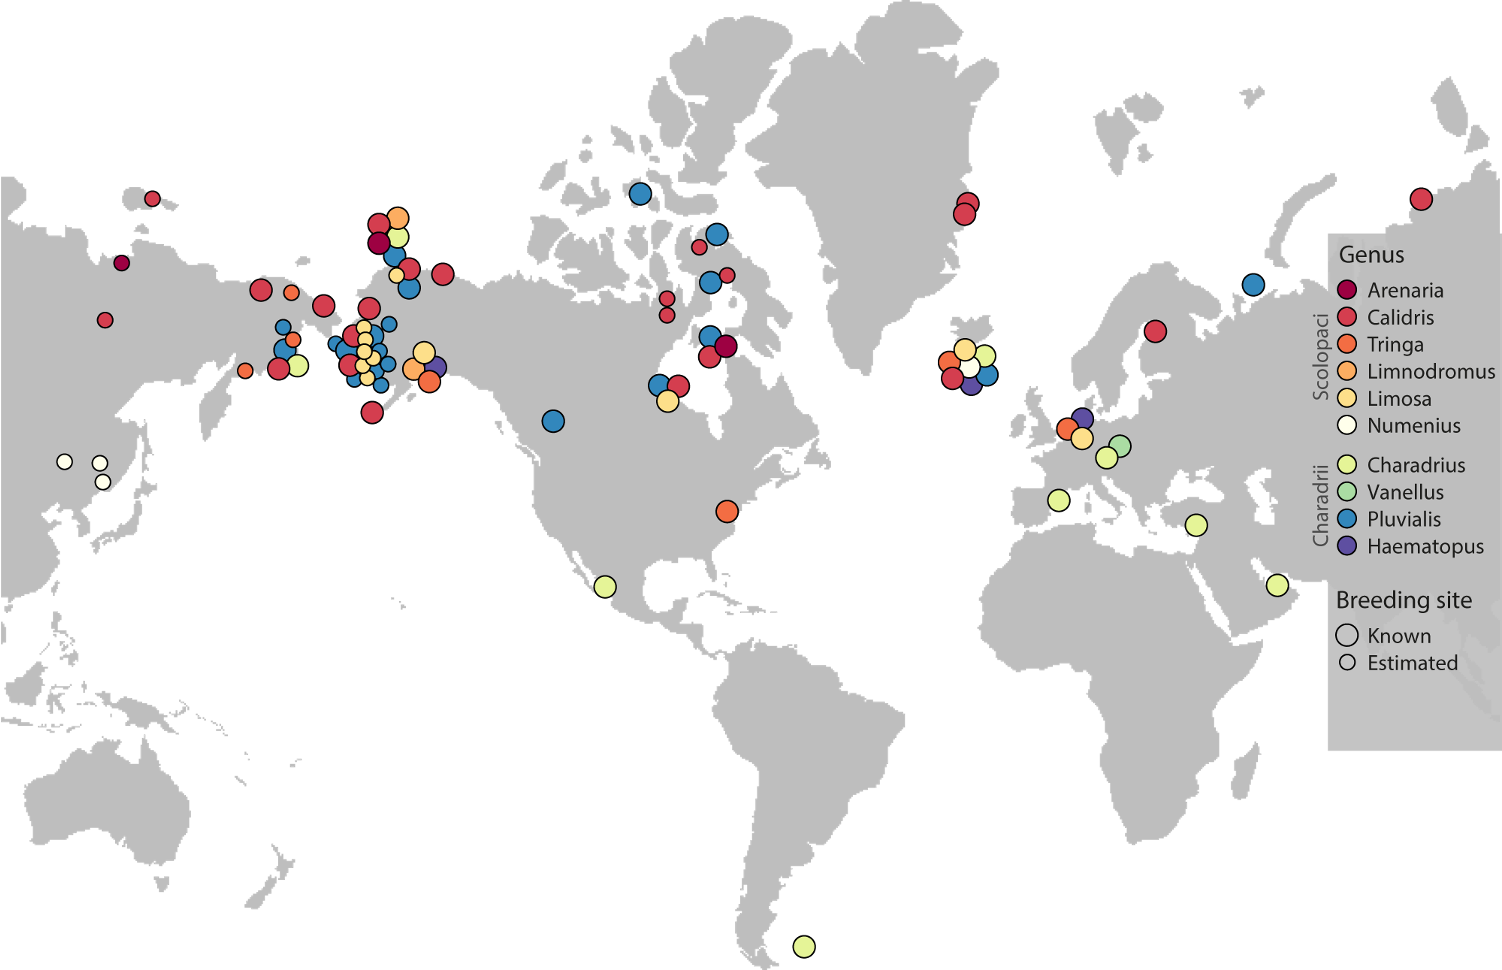 Genus
Scolopaci
Arenaria
Calidris
Tringa
Limnodromus
Limosa
Numenius
Charadrii
Charadrius
Vanellus
Pluvialis
Haematopus
Breeding site
Known
Estimated